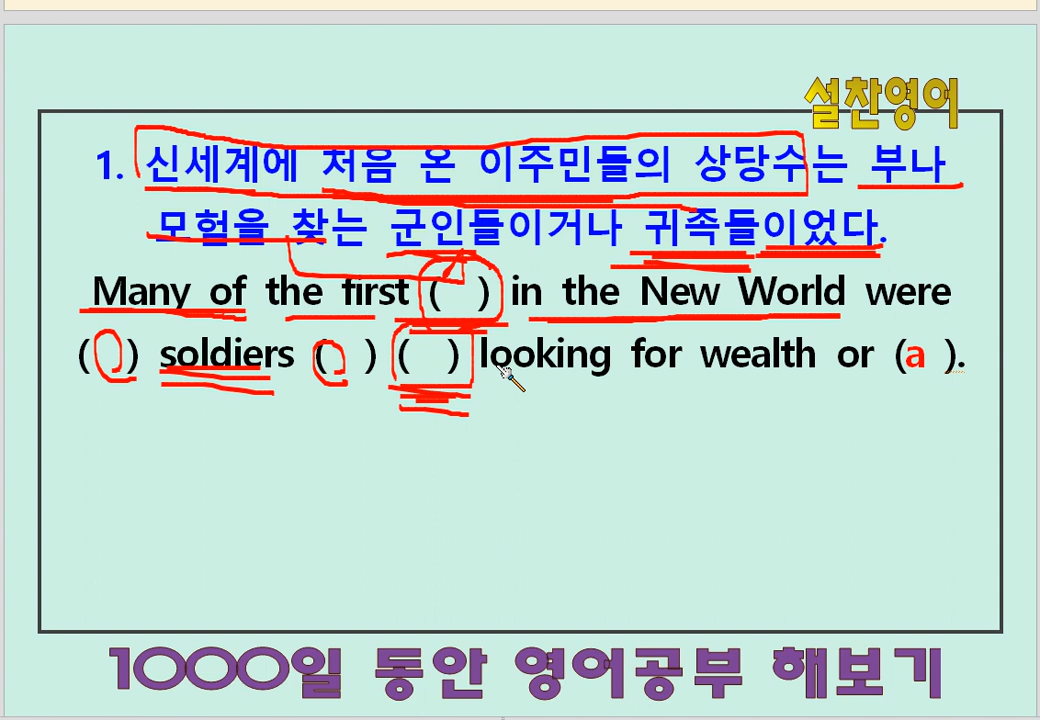 설찬영어
1. 신세계에 처음 온 이주민들의 상당수는 부나
모험을 찾는 군인들이거나 귀족들이었다.
Many of the first ( ) in the New World were
( ) soldiers ( ) ( ) looking for wealth or (a ).
1000일 동안 영어공부 해보기